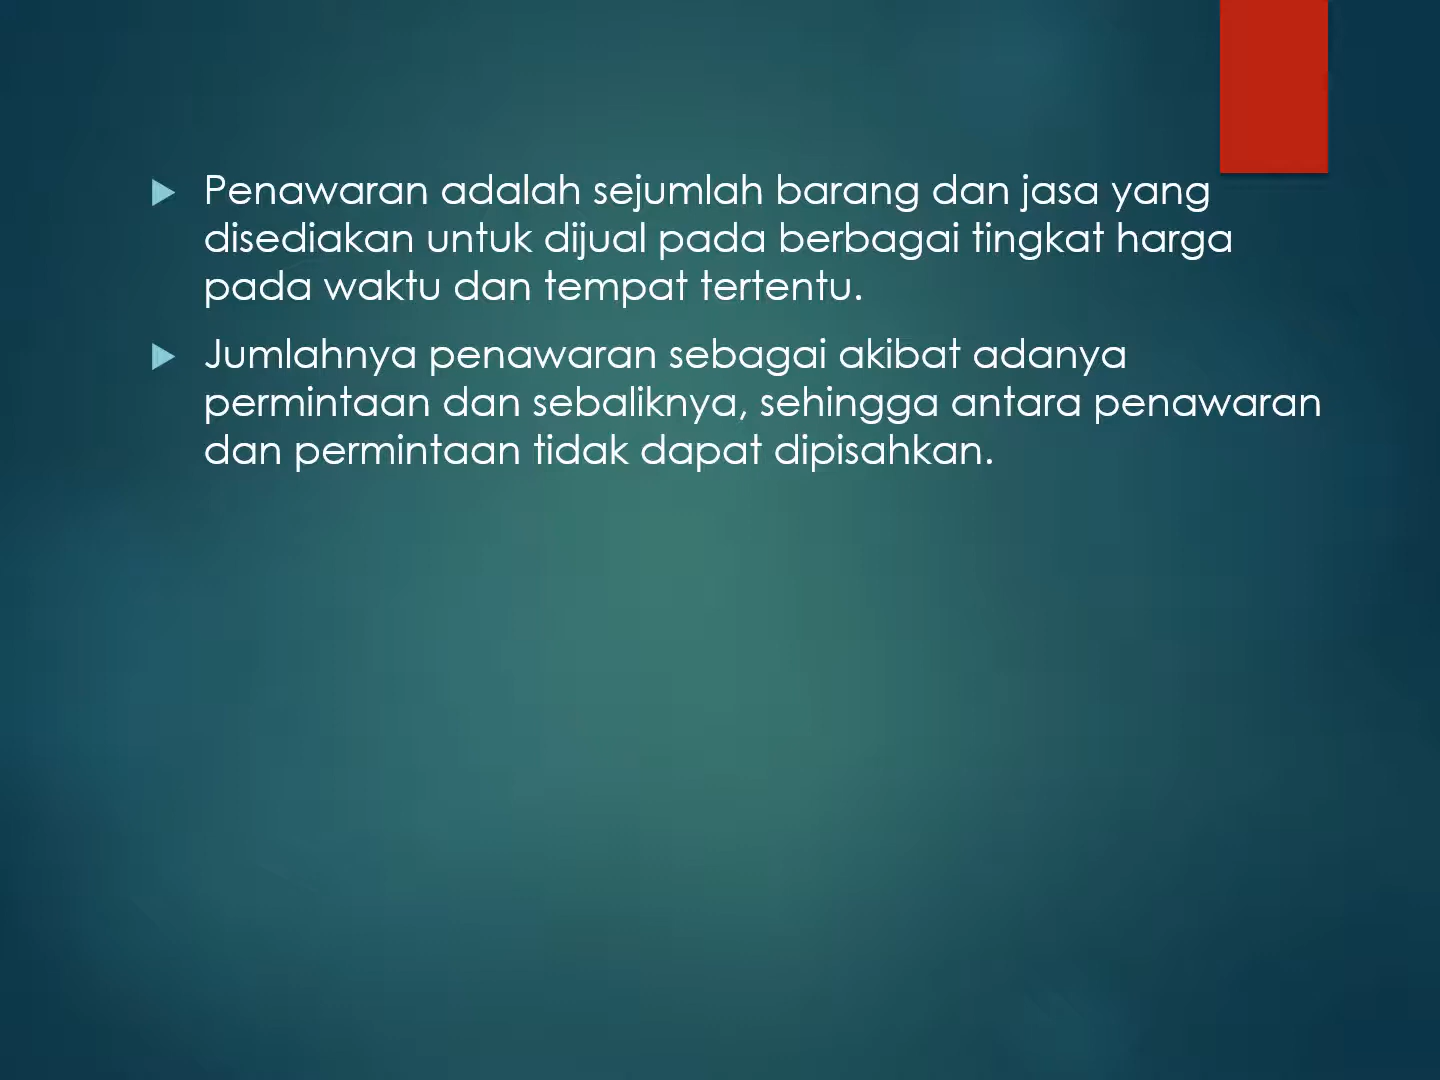 Penawaran adalah sejumlah barang dan jasa yang
disediakan untuk dijual pada berbagai tingkat harga
pada waktu dan tempat tertentu.
Jumlahnya penawaran sebagai akibat adanya
permintaan dan sebaliknya, sehingga antara penawaran
dan permintaan tidak dapat dipisahkan.